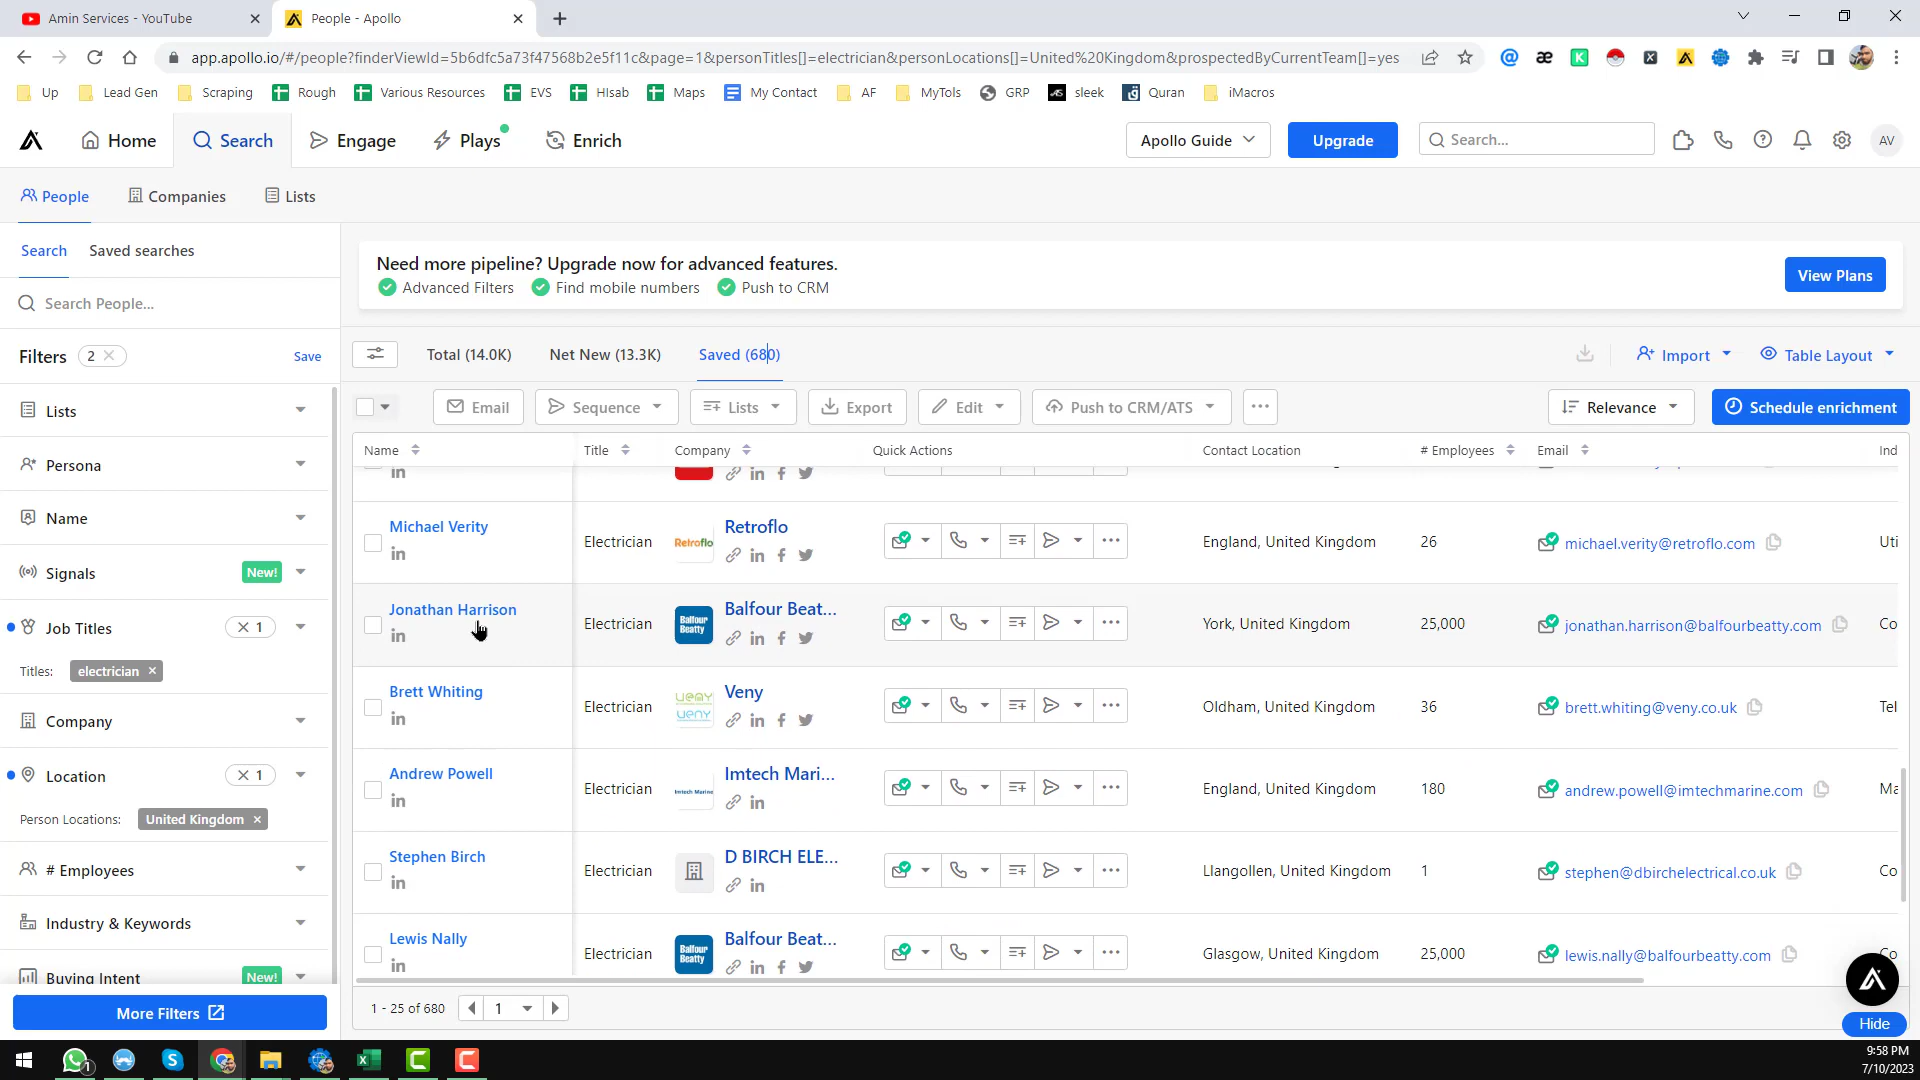 Amin Services - YouTube
People - Apollo
app.apollo.io/#/people?finderViewId=5b6dfc5a73f47568b2e5f11c&page=1&personTitles[]=electrician&personLocations[]=United%20Kingdom&prospectedByCurrentTeam[]=yes
Up Lead Gen Scraping Rough Various Resources EVS HIsab Maps My Contact AF MyTols GRP sleek Quran iMacros
Home Search Engage Plays Enrich Apollo Guide Upgrade Search... AV
People Companies Lists
Search Saved searches
Search People...
Need more pipeline? Upgrade now for advanced features.
Advanced Filters Find mobile numbers Push to CRM
View Plans
Filters 2 Save
Total (14.0K) Net New (13.3K) Saved (680) Import Table Layout
Email Sequence Lists Export Edit Push to CRM/ATS Relevance Schedule enrichment
Lists
Persona
Name
Signals New!
Job Titles 1
Titles: electrician
Company
Location 1
Person Locations: United Kingdom
# Employees
Industry & Keywords
Buying Intent New!
More Filters
Name Title Company Quick Actions Contact Location # Employees Email Ind
Michael Verity Electrician Retroflo Retroflo England, United Kingdom 26 michael.verity@retroflo.com Uti
Jonathan Harrison Electrician Balfour Beatty Balfour Beat... York, United Kingdom 25,000 jonathan.harrison@balfourbeatty.com Co
Brett Whiting Electrician Veny Oldham, United Kingdom 36 brett.whiting@veny.co.uk Tel
Andrew Powell Electrician Imtech Marine Imtech Mari... England, United Kingdom 180 andrew.powell@imtechmarine.com Ma
Stephen Birch Electrician D BIRCH ELE... Llangollen, United Kingdom 1 stephen@dbirchelectrical.co.uk Co
Lewis Nally Electrician Balfour Beatty Balfour Beat... Glasgow, United Kingdom 25,000 lewis.nally@balfourbeatty.com Co
1 - 25 of 680 1
Hide
9:58 PM
7/10/2023